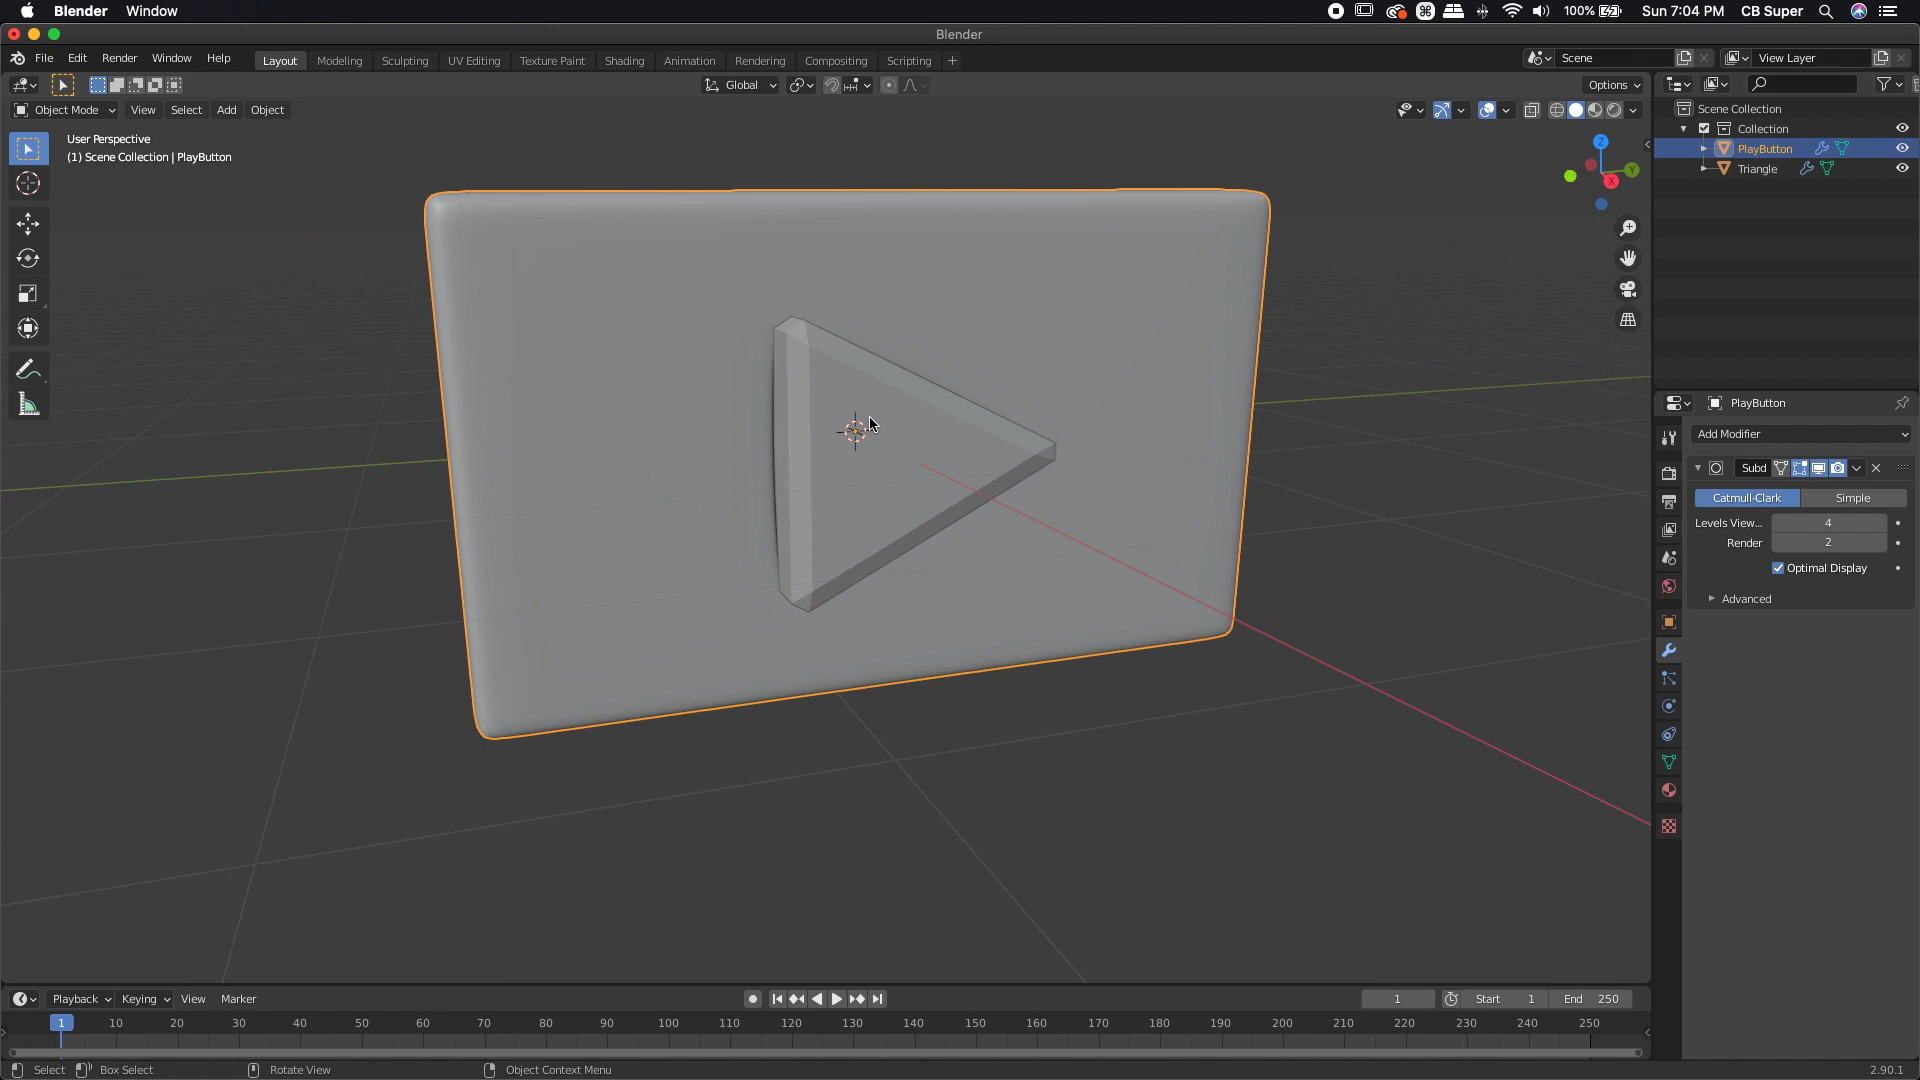 Blender Window 100% Sun 7:04 PM CB Super
Blender
File Edit Render Window Help Layout Modeling Sculpting UV Editing Texture Paint Shading Animation Rendering Compositing Scripting + Scene View Layer
Global Options
Object Mode View Select Add Object
User Perspective
(1) Scene Collection | PlayButton
Z
Y
X
Scene Collection
Collection
PlayButton
Triangle
PlayButton
Add Modifier
Subd
Catmull-Clark Simple
Levels View... 4
Render 2
Optimal Display
Advanced
Playback Keying View Marker 1 Start 1 End 250
1 10 20 30 40 50 60 70 80 90 100 110 120 130 140 150 160 170 180 190 200 210 220 230 240 250
Select Box Select Rotate View Object Context Menu 2.90.1